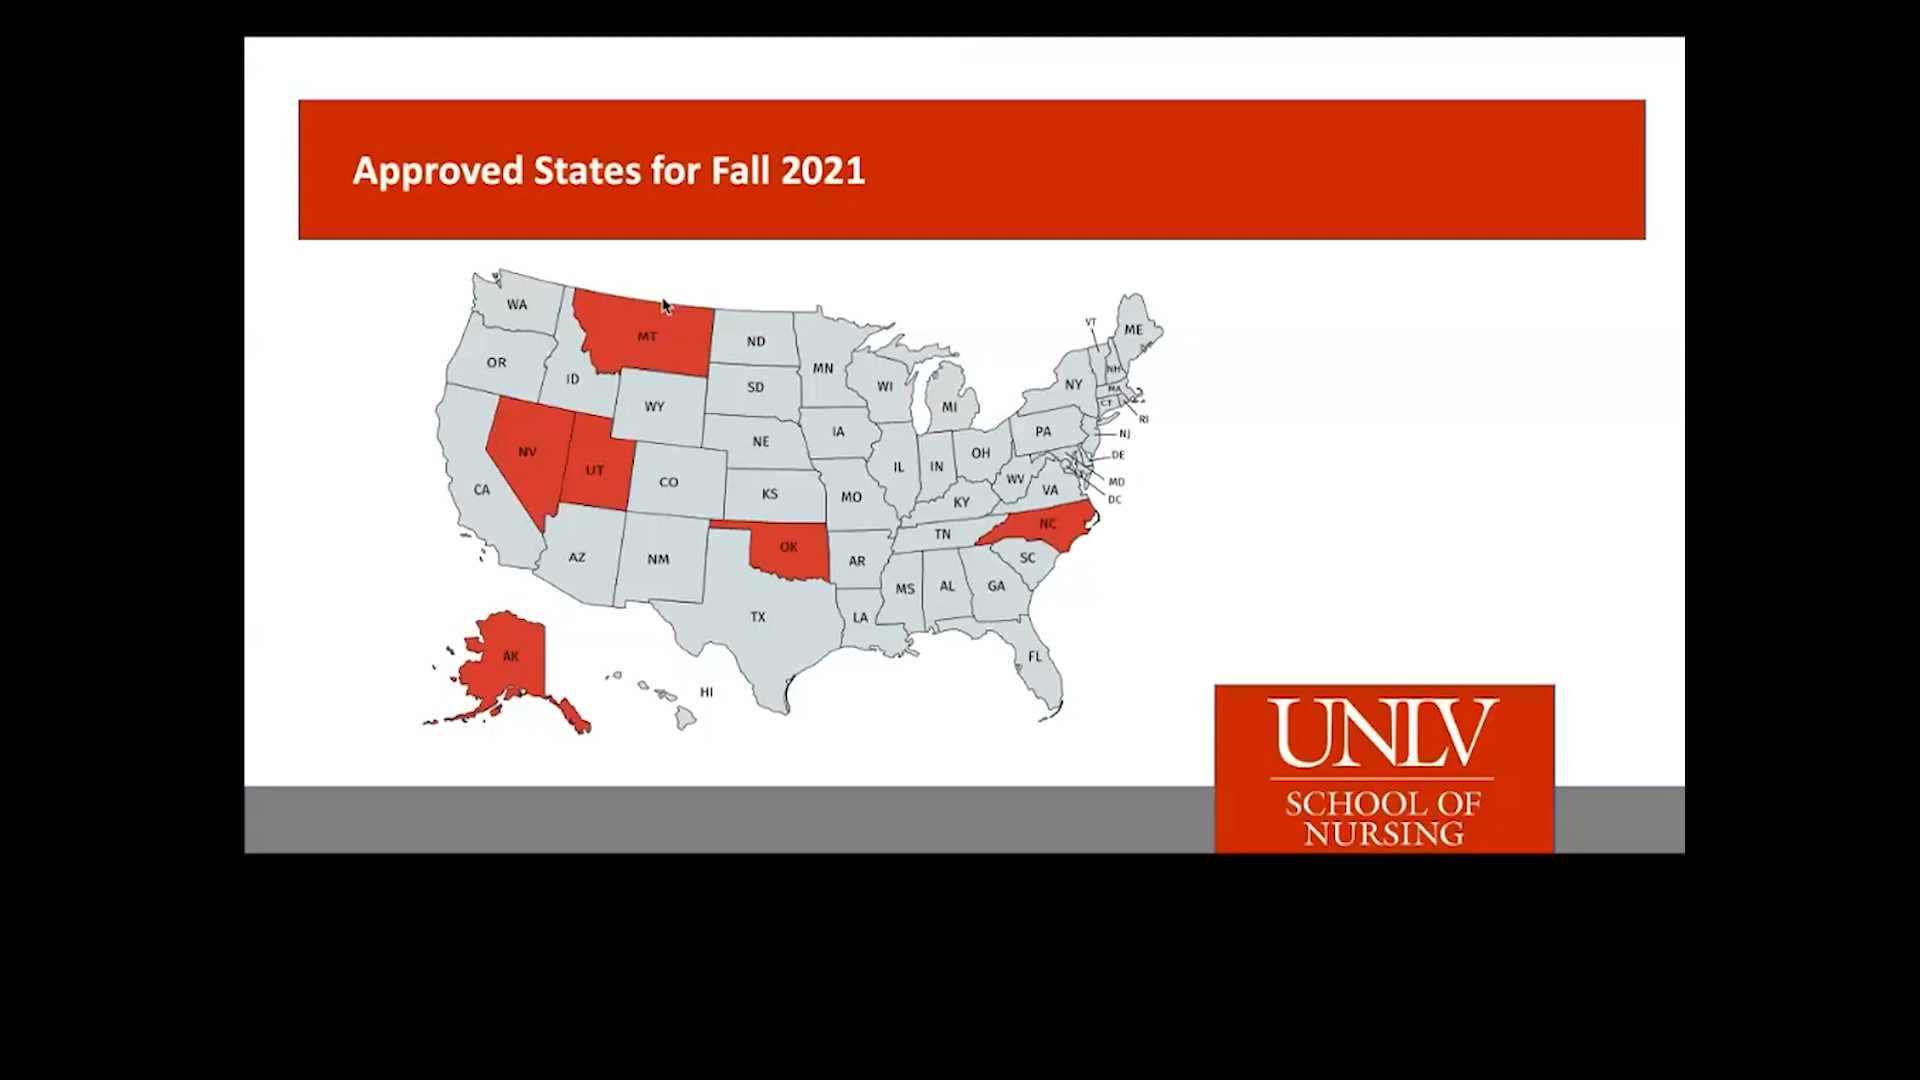 Approved States for Fall 2021
WA
MT
ND
MN
VT
ME
OR
ID
SD
WI
MI
NY
NH
MA
CT
RI
WY
NE
IA
PA
NJ
NV
UT
CO
KS
IL
IN
OH
DE
MD
DC
CA
MO
KY
WV
VA
AZ
NM
OK
AR
TN
NC
SC
TX
LA
MS
AL
GA
FL
AK
HI
UNLV
SCHOOL OF
NURSING